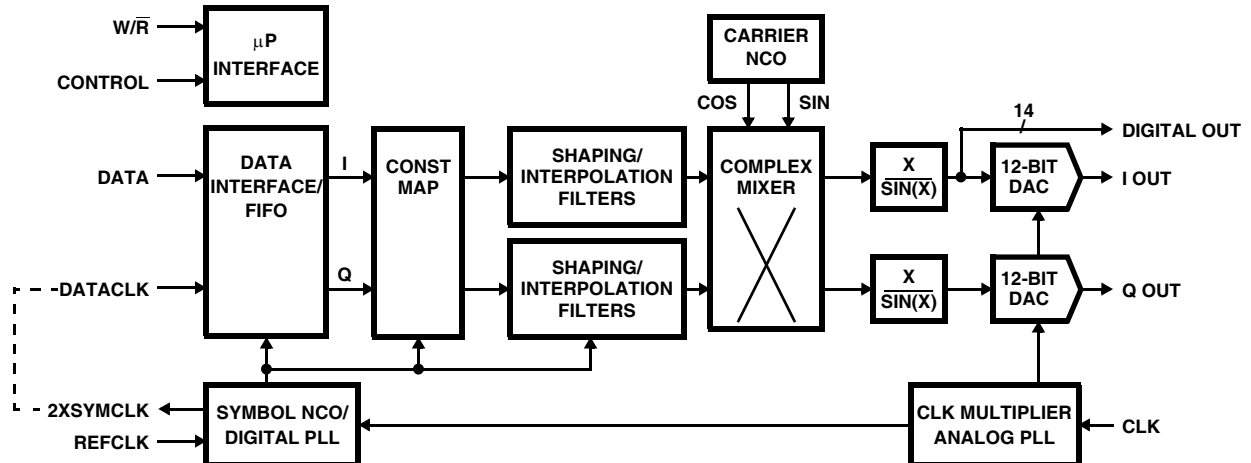 W/R̅
CONTROL
μP
INTERFACE
CARRIER
NCO
COS
SIN
DATA
DATA
INTERFACE/
FIFO
I
Q
CONST
MAP
SHAPING/
INTERPOLATION
FILTERS
SHAPING/
INTERPOLATION
FILTERS
COMPLEX
MIXER
X
SIN(X)
X
SIN(X)
14
DIGITAL OUT
12-BIT
DAC
I OUT
12-BIT
DAC
Q OUT
DATACLK
2XSYMCLK
REFCLK
SYMBOL NCO/
DIGITAL PLL
CLK MULTIPLIER
ANALOG PLL
CLK